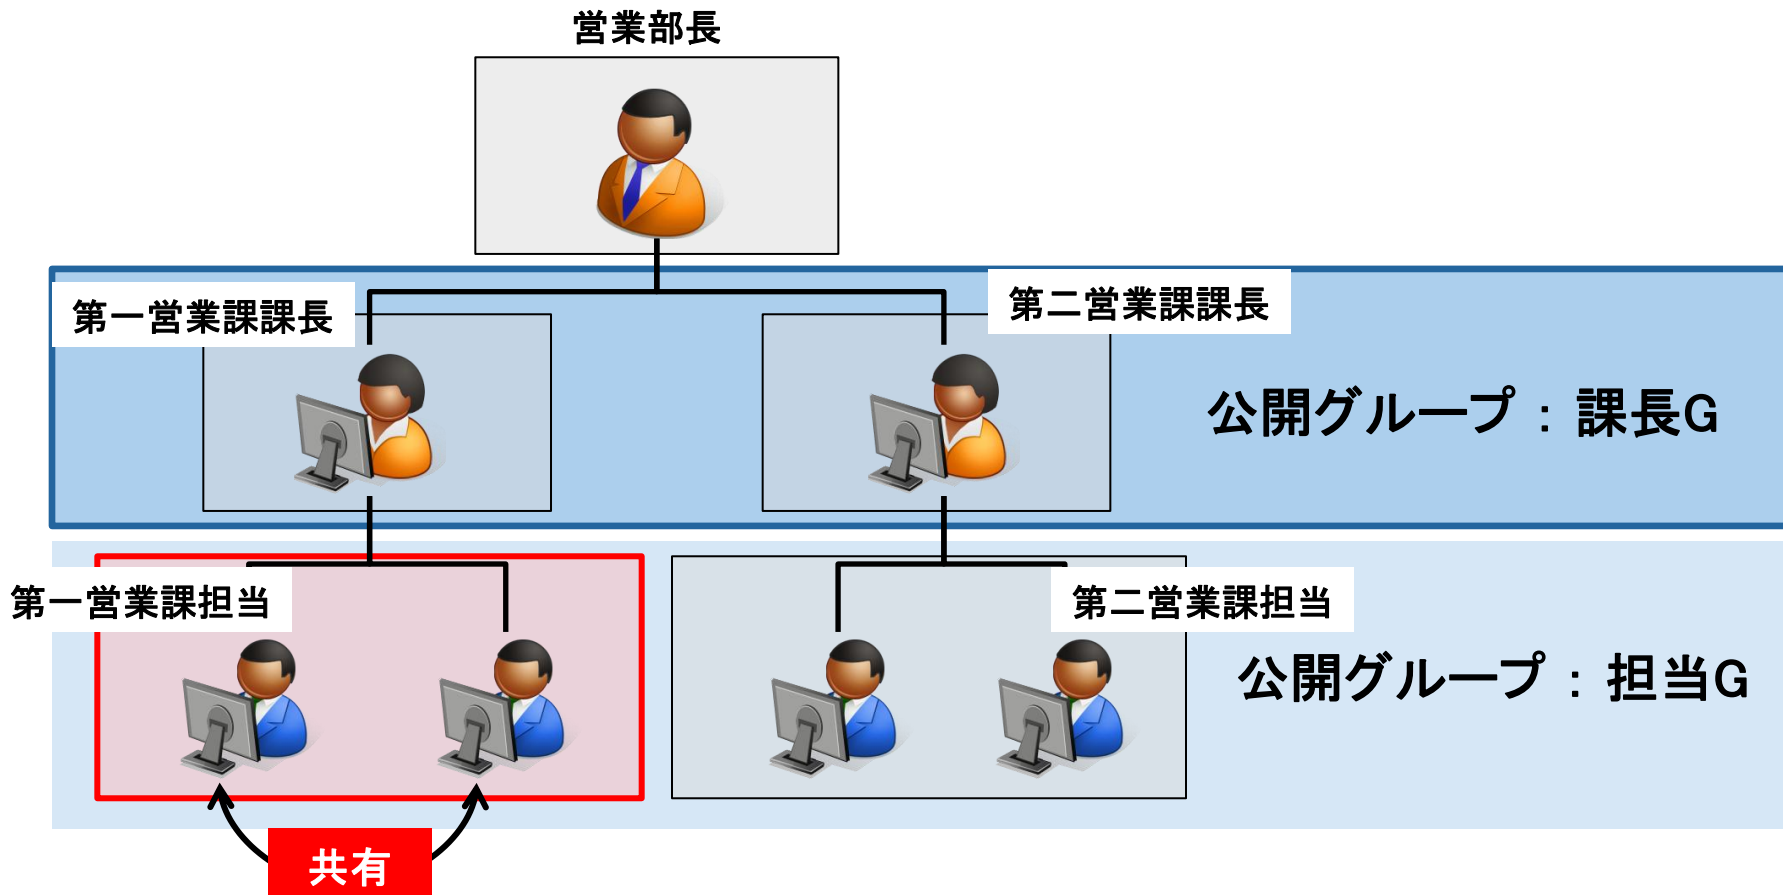 営業部長
第一営業課課長
第二営業課課長
公開グループ：課長G
第一営業課担当
第二営業課担当
公開グループ：担当G
共有